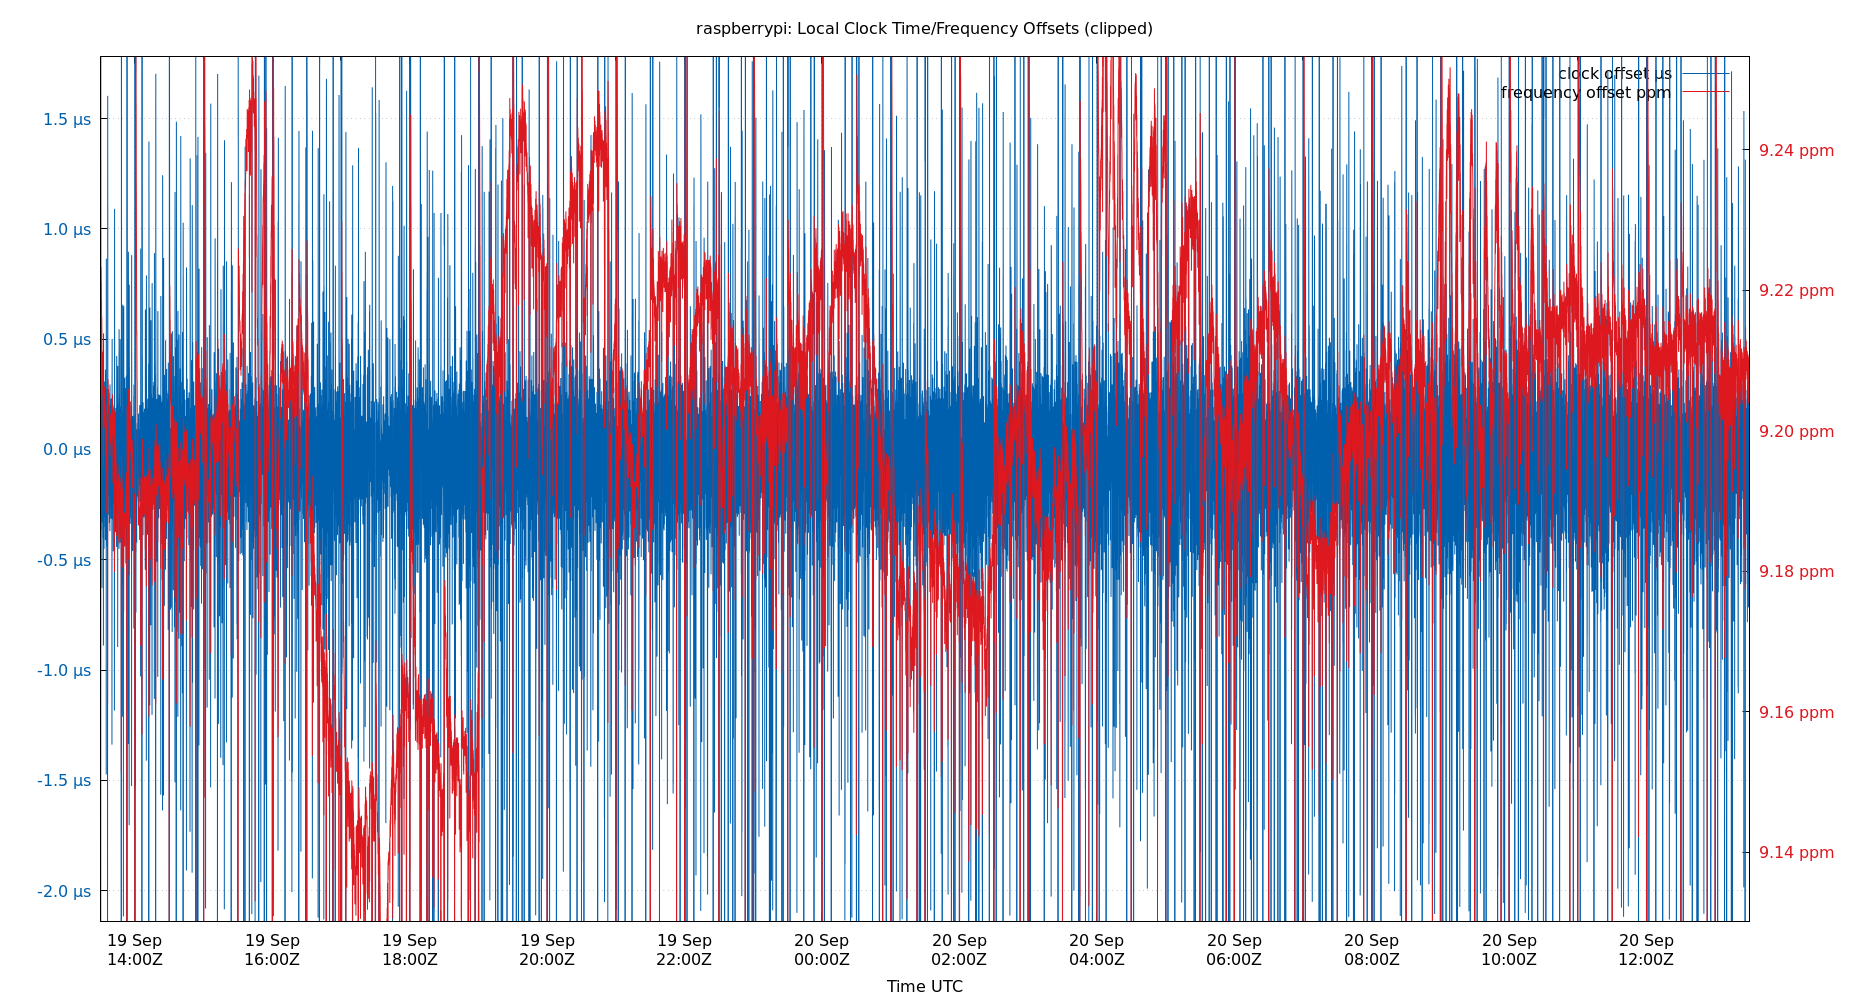 raspberrypi: Local Clock Time/Frequency Offsets (clipped)
clock offset µs
frequency offset ppm
1.5 µs
1.0 µs
0.5 µs
0.0 µs
-0.5 µs
-1.0 µs
-1.5 µs
-2.0 µs
9.24 ppm
9.22 ppm
9.20 ppm
9.18 ppm
9.16 ppm
9.14 ppm
19 Sep 19 Sep 19 Sep 19 Sep 19 Sep 20 Sep 20 Sep 20 Sep 20 Sep 20 Sep 20 Sep 20 Sep
14:00Z 16:00Z 18:00Z 20:00Z 22:00Z 00:00Z 02:00Z 04:00Z 06:00Z 08:00Z 10:00Z 12:00Z
Time UTC